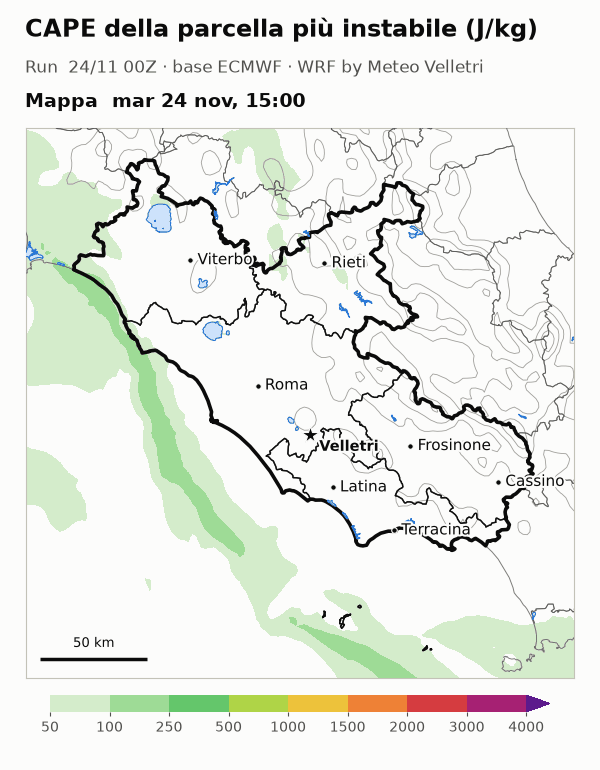 CAPE della parcella più instabile (J/kg)
Run  24/11 00Z · base ECMWF · WRF by Meteo Velletri
Mappa  mar 24 nov, 15:00
Viterbo
Rieti
Roma
Velletri
Frosinone
Latina
Cassino
Terracina
50 km
50 100 250 500 1000 1500 2000 3000 4000